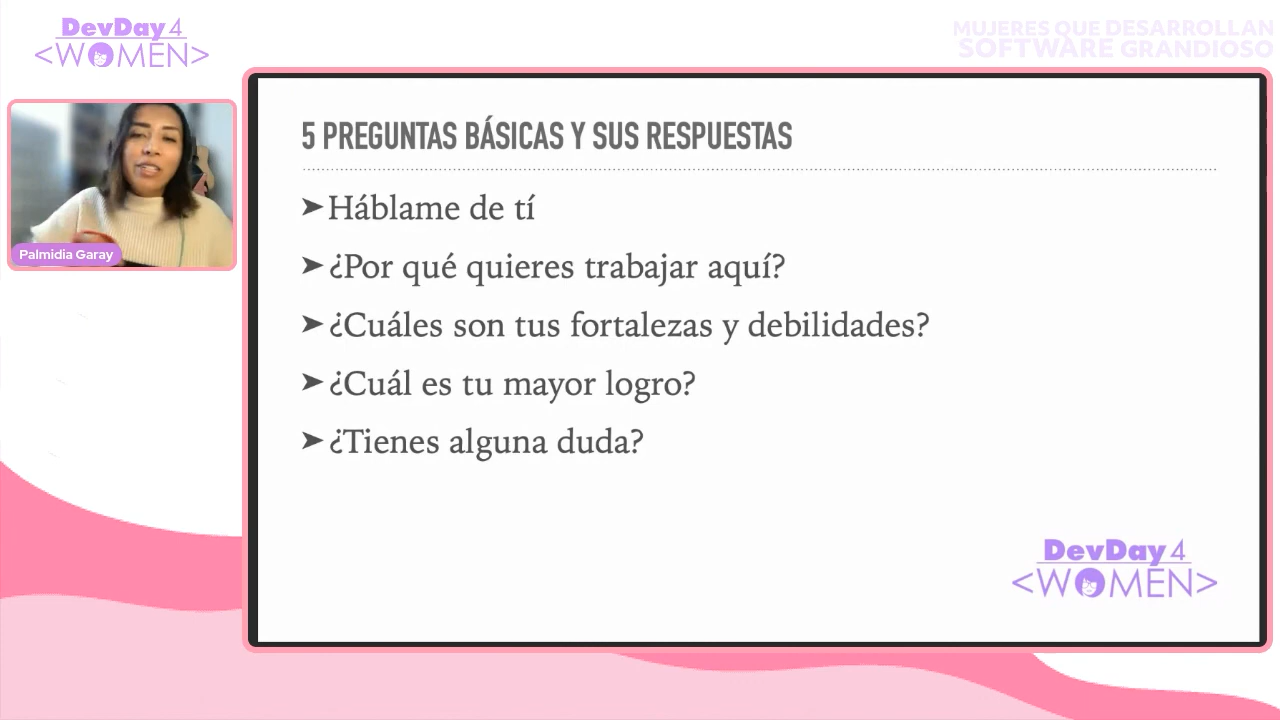 DevDay 4
<WOMEN>
MUJERES QUE DESARROLLAN
SOFTWARE GRANDIOSO
Palmidia Garay
5 PREGUNTAS BÁSICAS Y SUS RESPUESTAS
➤ Háblame de tí
➤ ¿Por qué quieres trabajar aquí?
➤ ¿Cuáles son tus fortalezas y debilidades?
➤ ¿Cuál es tu mayor logro?
➤ ¿Tienes alguna duda?
DevDay 4
<WOMEN>